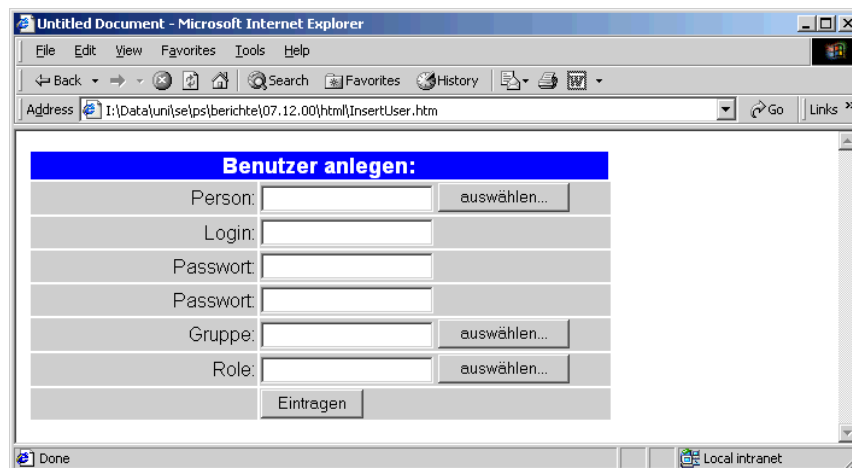 Untitled Document - Microsoft Internet Explorer
File Edit View Favorites Tools Help
Back Search Favorites History
Address I:\Data\uni\se\ps\berichte\07.12.00\html\InsertUser.htm Go Links »
Benutzer anlegen:
Person: auswählen...
Login:
Passwort:
Passwort:
Gruppe: auswählen...
Role: auswählen...
Eintragen
Done Local intranet